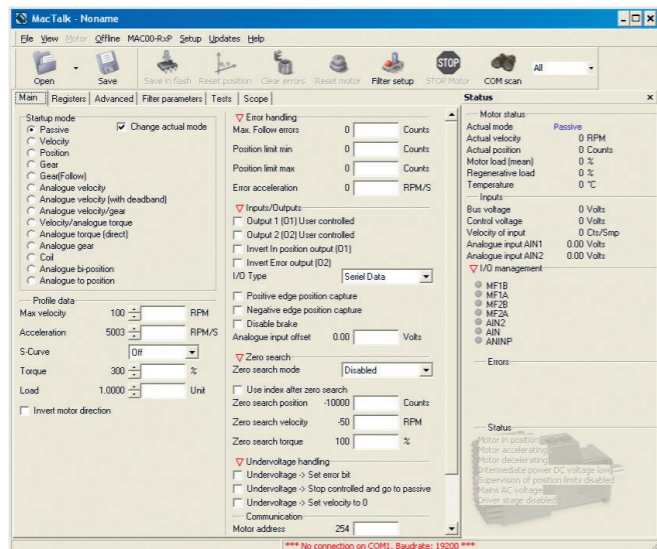 MacTalk - Noname
File View Motor Offline MAC00-RxP Setup Updates Help
Open Save Save in flash Reset position Clear errors Reset motor Filter setup STOP Motor COM scan All
STOP
Main Registers Advanced Filter parameters Tests Scope
Startup mode
Passive
Change actual mode
Velocity
Position
Gear
Gear(Follow)
Analogue velocity
Analogue velocity (with deadband)
Analogue velocity/gear
Velocity/analogue torque
Analogue torque (direct)
Analogue gear
Coil
Analogue bi-position
Analogue to position
Profile data
Max velocity 100 RPM
Acceleration 5003 RPM/S
S-Curve Off
Torque 300 %
Load 1.0000 Unit
Invert motor direction
Error handling
Max. Follow errors 0 Counts
Position limit min 0 Counts
Position limit max 0 Counts
Error acceleration 0 RPM/S
Inputs/Outputs
Output 1 (O1) User controlled
Output 2 (O2) User controlled
Invert In position output (O1)
Invert Error output (O2)
I/O Type Seriel Data
Positive edge position capture
Negative edge position capture
Disable brake
Analogue input offset 0.00 Volts
Zero search
Zero search mode Disabled
Use index after zero search
Zero search position -10000 Counts
Zero search velocity -50 RPM
Zero search torque 100 %
Undervoltage handling
Undervoltage -> Set error bit
Undervoltage -> Stop controlled and go to passive
Undervoltage -> Set velocity to 0
Communication
Motor address 254
Status
Motor status
Actual mode Passive
Actual velocity 0 RPM
Actual position 0 Counts
Motor load (mean) 0 %
Regenerative load 0 %
Temperature 0 °C
Inputs
Bus voltage 0 Volts
Control voltage 0 Volts
Velocity of input 0 Cts/Smp
Analogue input AIN1 0.00 Volts
Analogue input AIN2 0.00 Volts
I/O management
MF1B
MF1A
MF2B
MF2A
AIN2
AIN
ANINP
Errors
Status
Motor in position
Motor accelerating
Motor decelerating
Intermediate power DC voltage low
Supervision of position limits disabled
Mains AC voltage
Driver stage disabled
*** No connection on COM1, Baudrate: 19200 ***